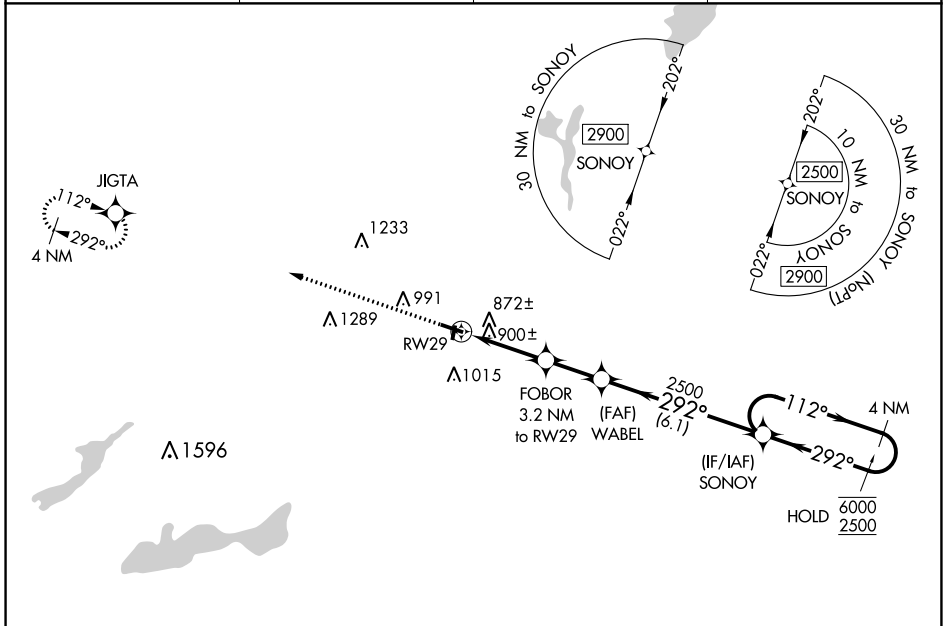 30 NM to SONOY
202°
2900
SONOY
022°
202°
10 NM to SONOY
2500
SONOY
30 NM to SONOY (NoPT)
022°
2900
JIGTA
112°
292°
4 NM
1233
991
1289
872±
900±
RW29
1015
FOBOR
3.2 NM
to RW29
(FAF)
WABEL
2500
292°
(6.1)
112°
4 NM
292°
(IF/IAF)
SONOY
HOLD
6000
2500
1596